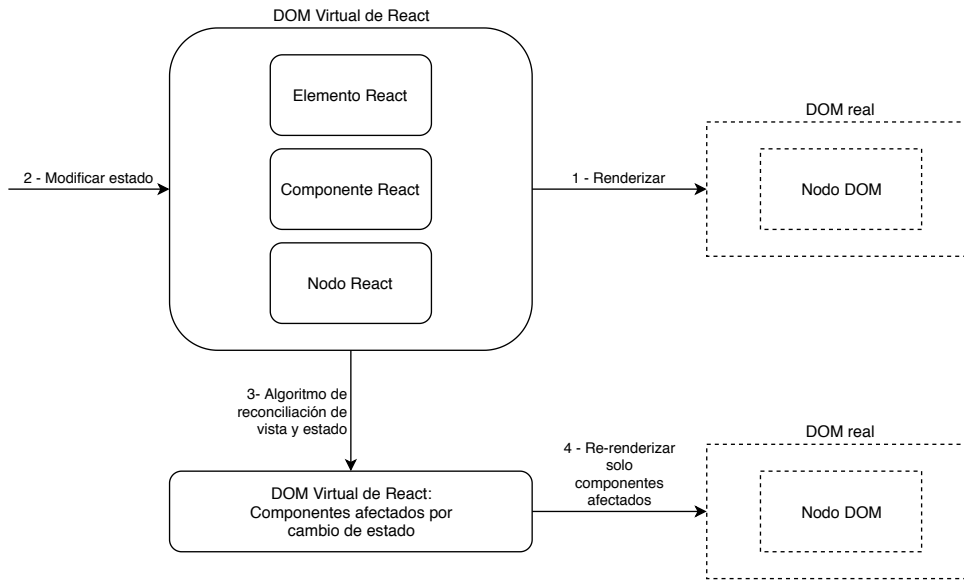 DOM Virtual de React
Elemento React
Componente React
Nodo React
2 - Modificar estado
1 - Renderizar
DOM real
Nodo DOM
3- Algoritmo de
reconciliación de
vista y estado
DOM Virtual de React:
Componentes afectados por
cambio de estado
4 - Re-renderizar
solo
componentes
afectados
DOM real
Nodo DOM